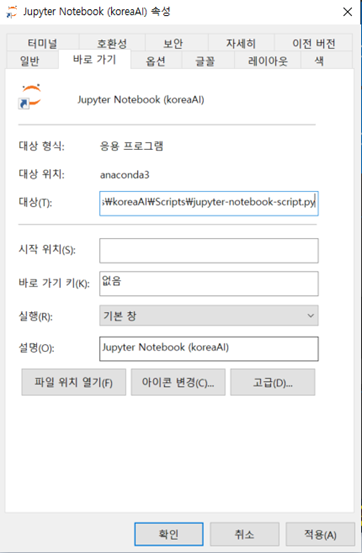 Jupyter Notebook (koreaAI) 속성
터미널 호환성 보안 자세히 이전 버전
일반 바로 가기 옵션 글꼴 레이아웃 색
Jupyter Notebook (koreaAI)
대상 형식: 응용 프로그램
대상 위치: anaconda3
대상(T): s₩koreaAI₩Scripts₩jupyter-notebook-script.py
시작 위치(S):
바로 가기 키(K): 없음
실행(R): 기본 창
설명(O): Jupyter Notebook (koreaAI)
파일 위치 열기(F) 아이콘 변경(C)... 고급(D)...
확인 취소 적용(A)